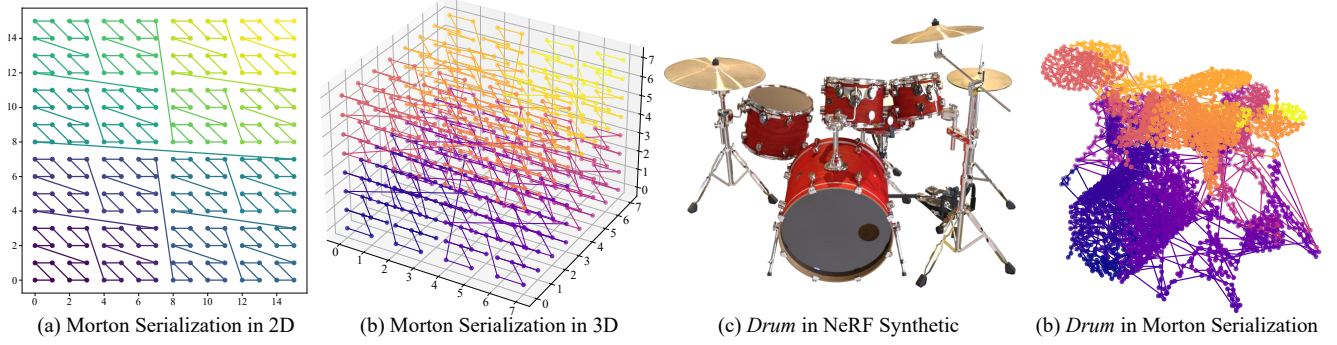 14
12
10
8
6
4
2
0
0 2 4 6 8 10 12 14
7
6
5
4
3
2
1
0
0 1 2 3 4 5 6 7
0 1 2 3 4 5 6 7
(a) Morton Serialization in 2D
(b) Morton Serialization in 3D
(c) Drum in NeRF Synthetic
(b) Drum in Morton Serialization